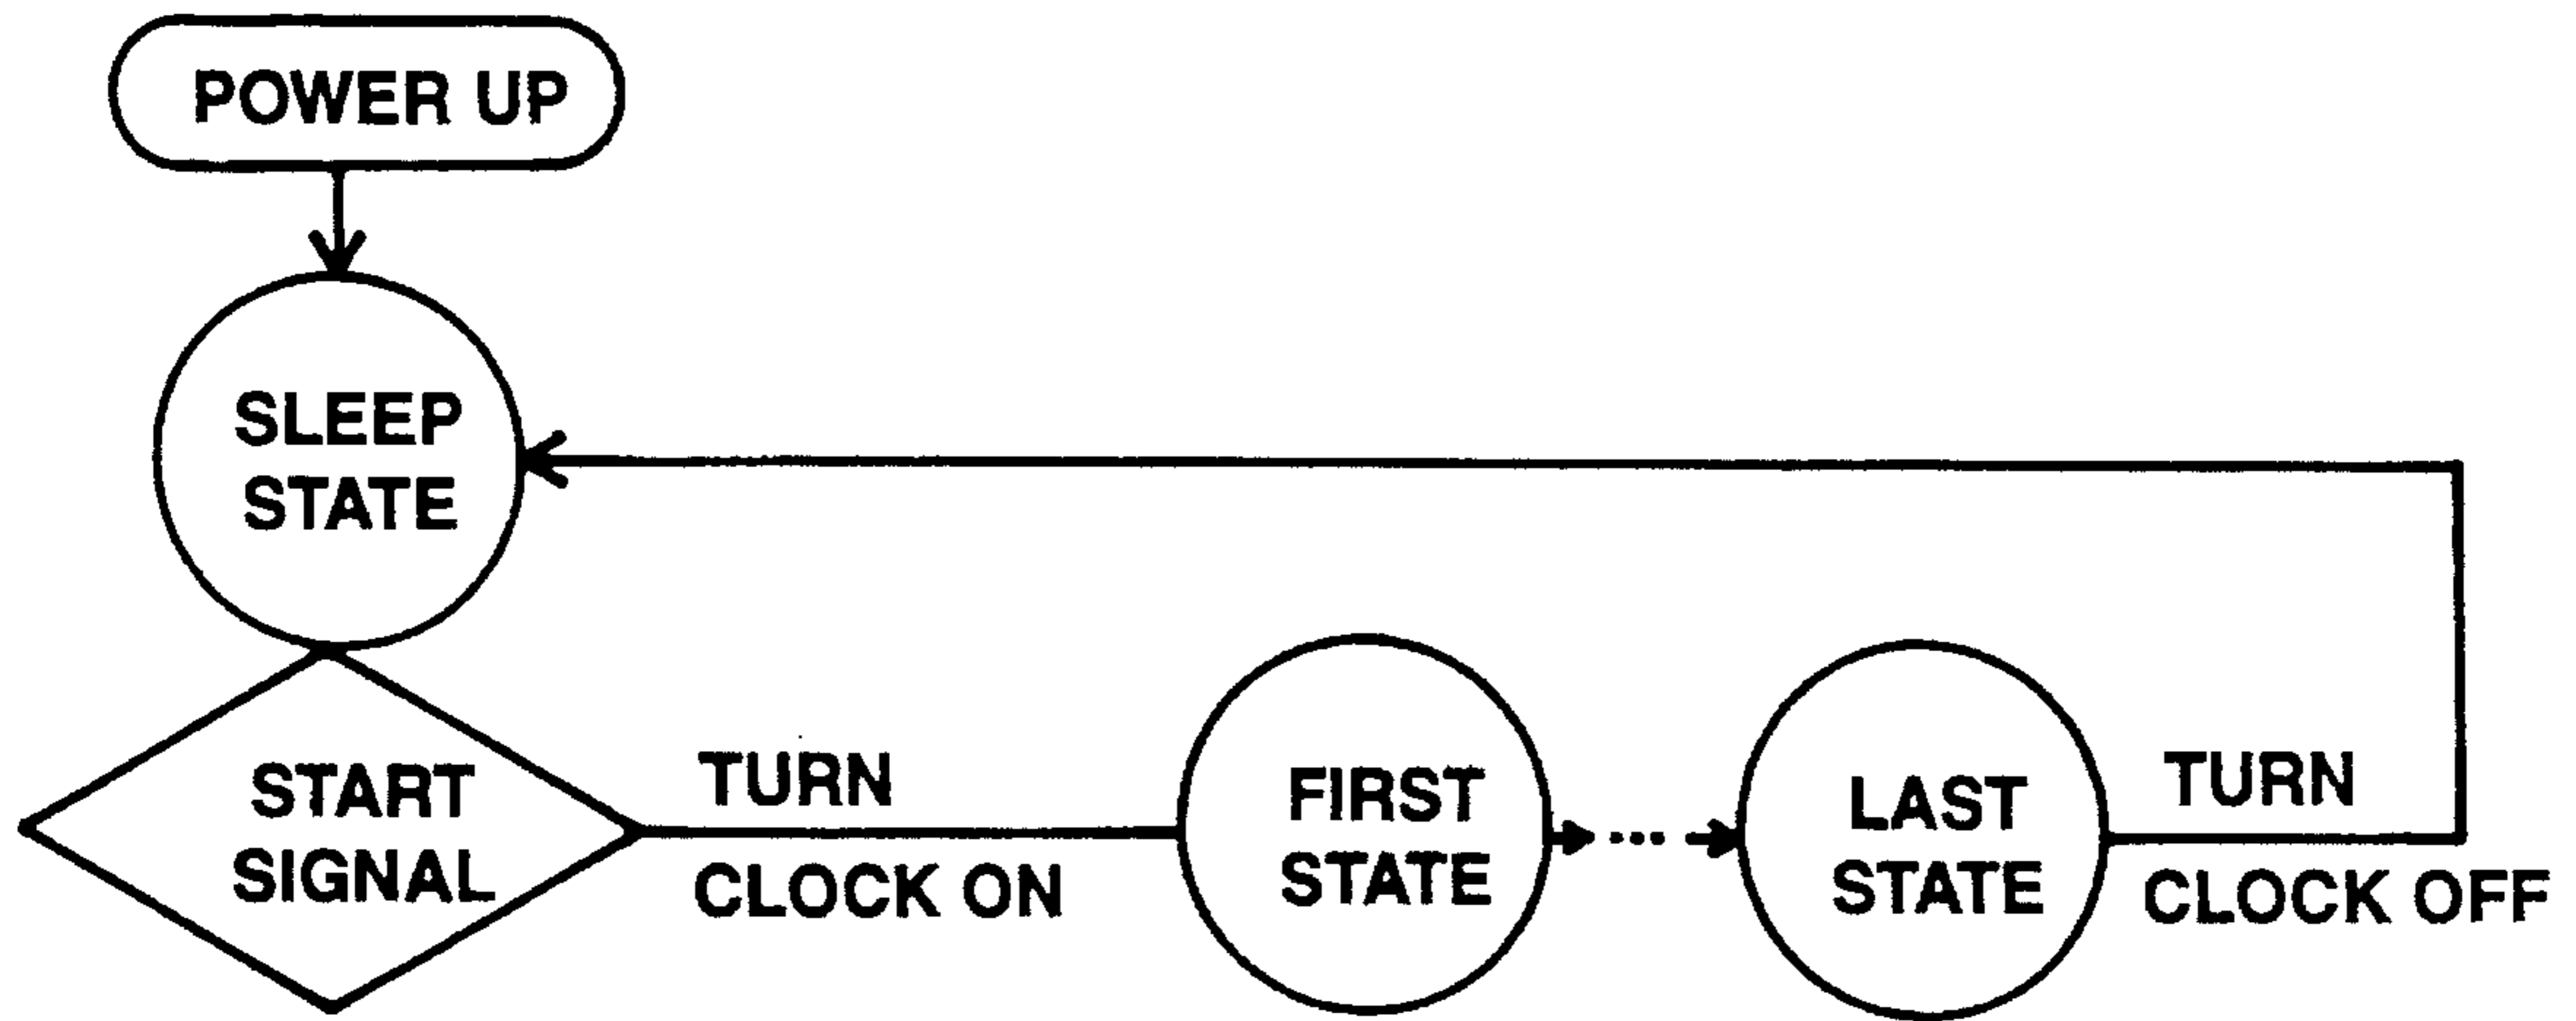 POWER UP
SLEEP
STATE
START
SIGNAL
TURN
CLOCK ON
FIRST
STATE
...
LAST
STATE
TURN
CLOCK OFF